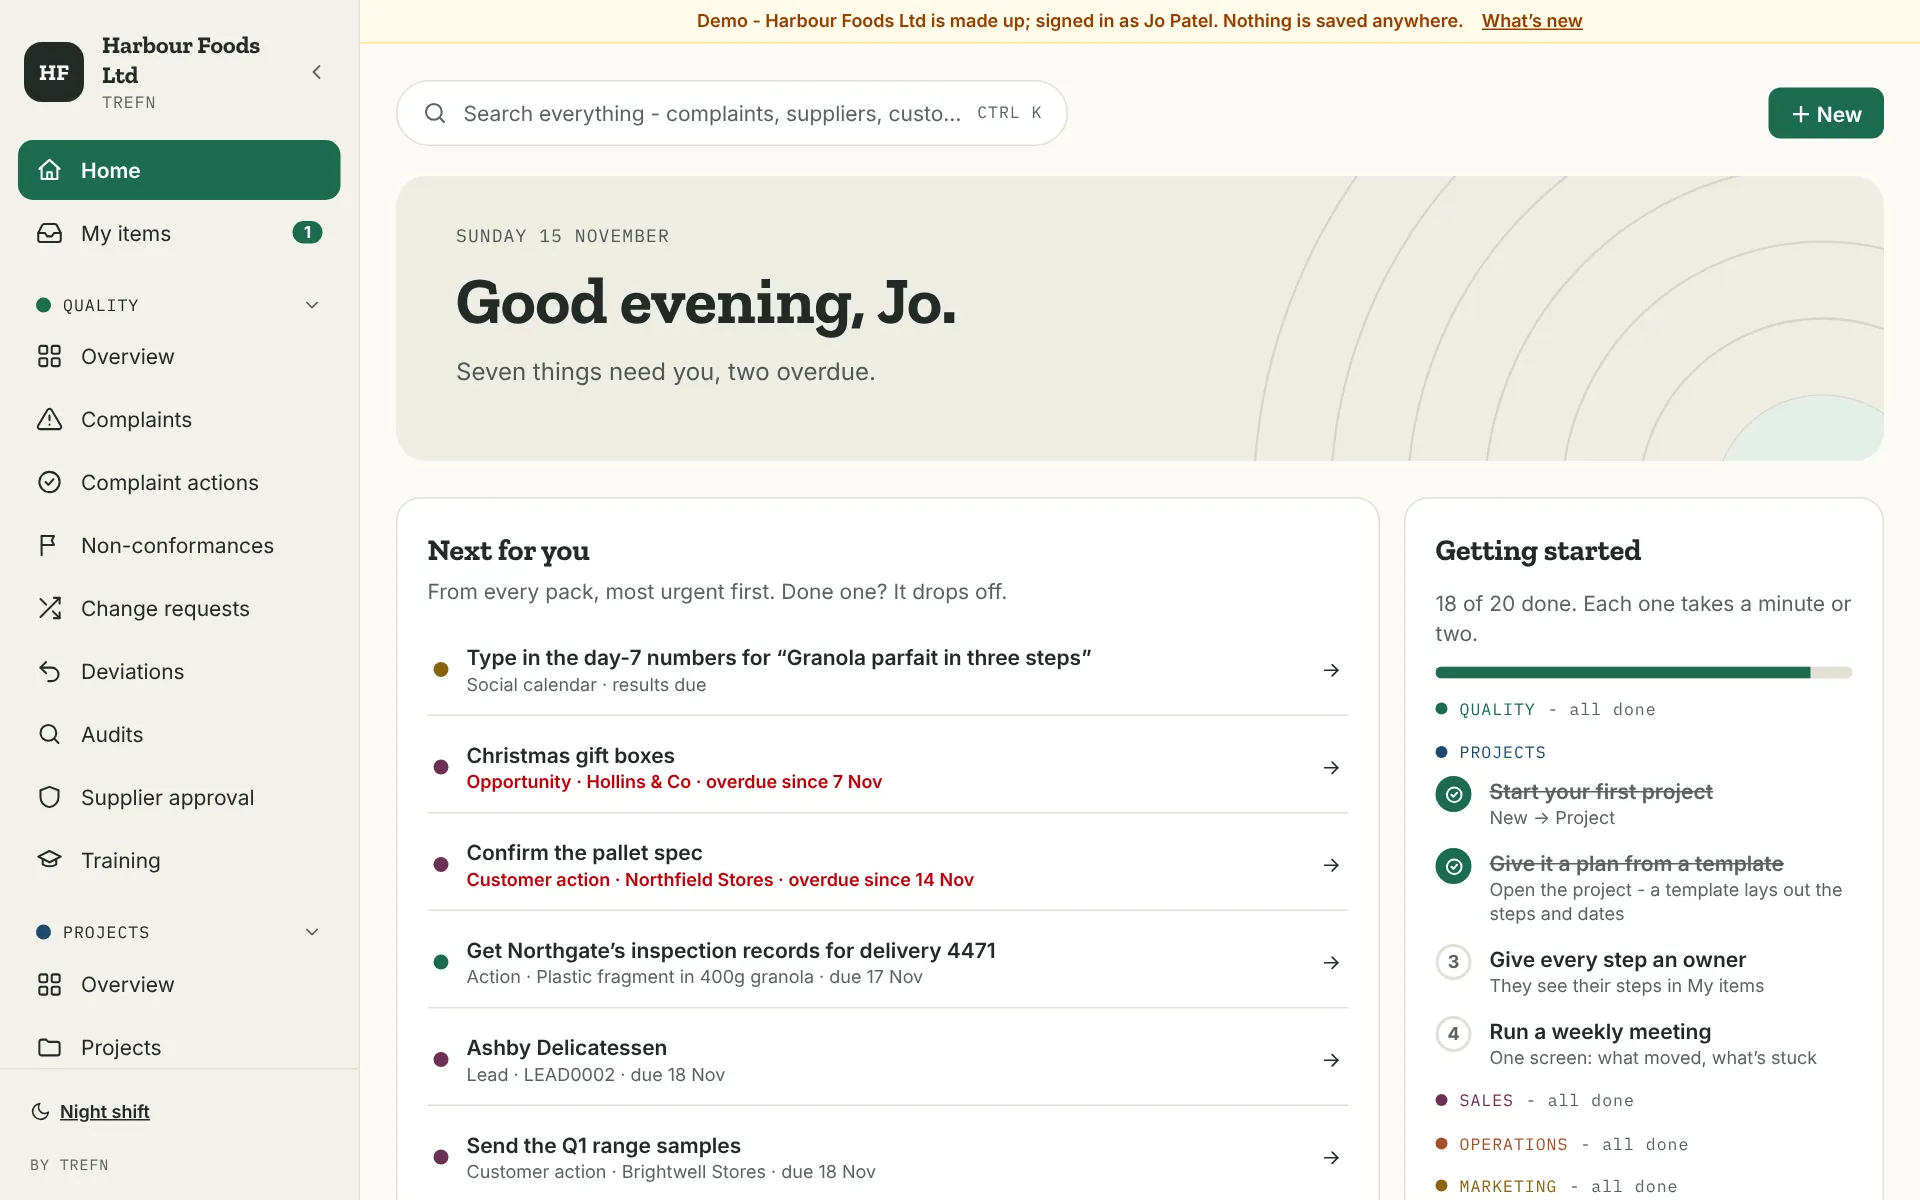 Demo - Harbour Foods Ltd is made up; signed in as Jo Patel. Nothing is saved anywhere. What’s new
HF
Harbour Foods
Ltd
TREFN
Home
My items 1
QUALITY
Overview
Complaints
Complaint actions
Non-conformances
Change requests
Deviations
Audits
Supplier approval
Training
PROJECTS
Overview
Projects
Night shift
BY TREFN
Search everything - complaints, suppliers, custo... CTRL K
+ New
SUNDAY 15 NOVEMBER
Good evening, Jo.
Seven things need you, two overdue.
Next for you
From every pack, most urgent first. Done one? It drops off.
Type in the day-7 numbers for “Granola parfait in three steps”
Social calendar · results due
Christmas gift boxes
Opportunity · Hollins & Co · overdue since 7 Nov
Confirm the pallet spec
Customer action · Northfield Stores · overdue since 14 Nov
Get Northgate’s inspection records for delivery 4471
Action · Plastic fragment in 400g granola · due 17 Nov
Ashby Delicatessen
Lead · LEAD0002 · due 18 Nov
Send the Q1 range samples
Customer action · Brightwell Stores · due 18 Nov
Getting started
18 of 20 done. Each one takes a minute or
two.
QUALITY - all done
PROJECTS
Start your first project
New → Project
Give it a plan from a template
Open the project - a template lays out the
steps and dates
3 Give every step an owner
They see their steps in My items
4 Run a weekly meeting
One screen: what moved, what’s stuck
SALES - all done
OPERATIONS - all done
MARKETING - all done